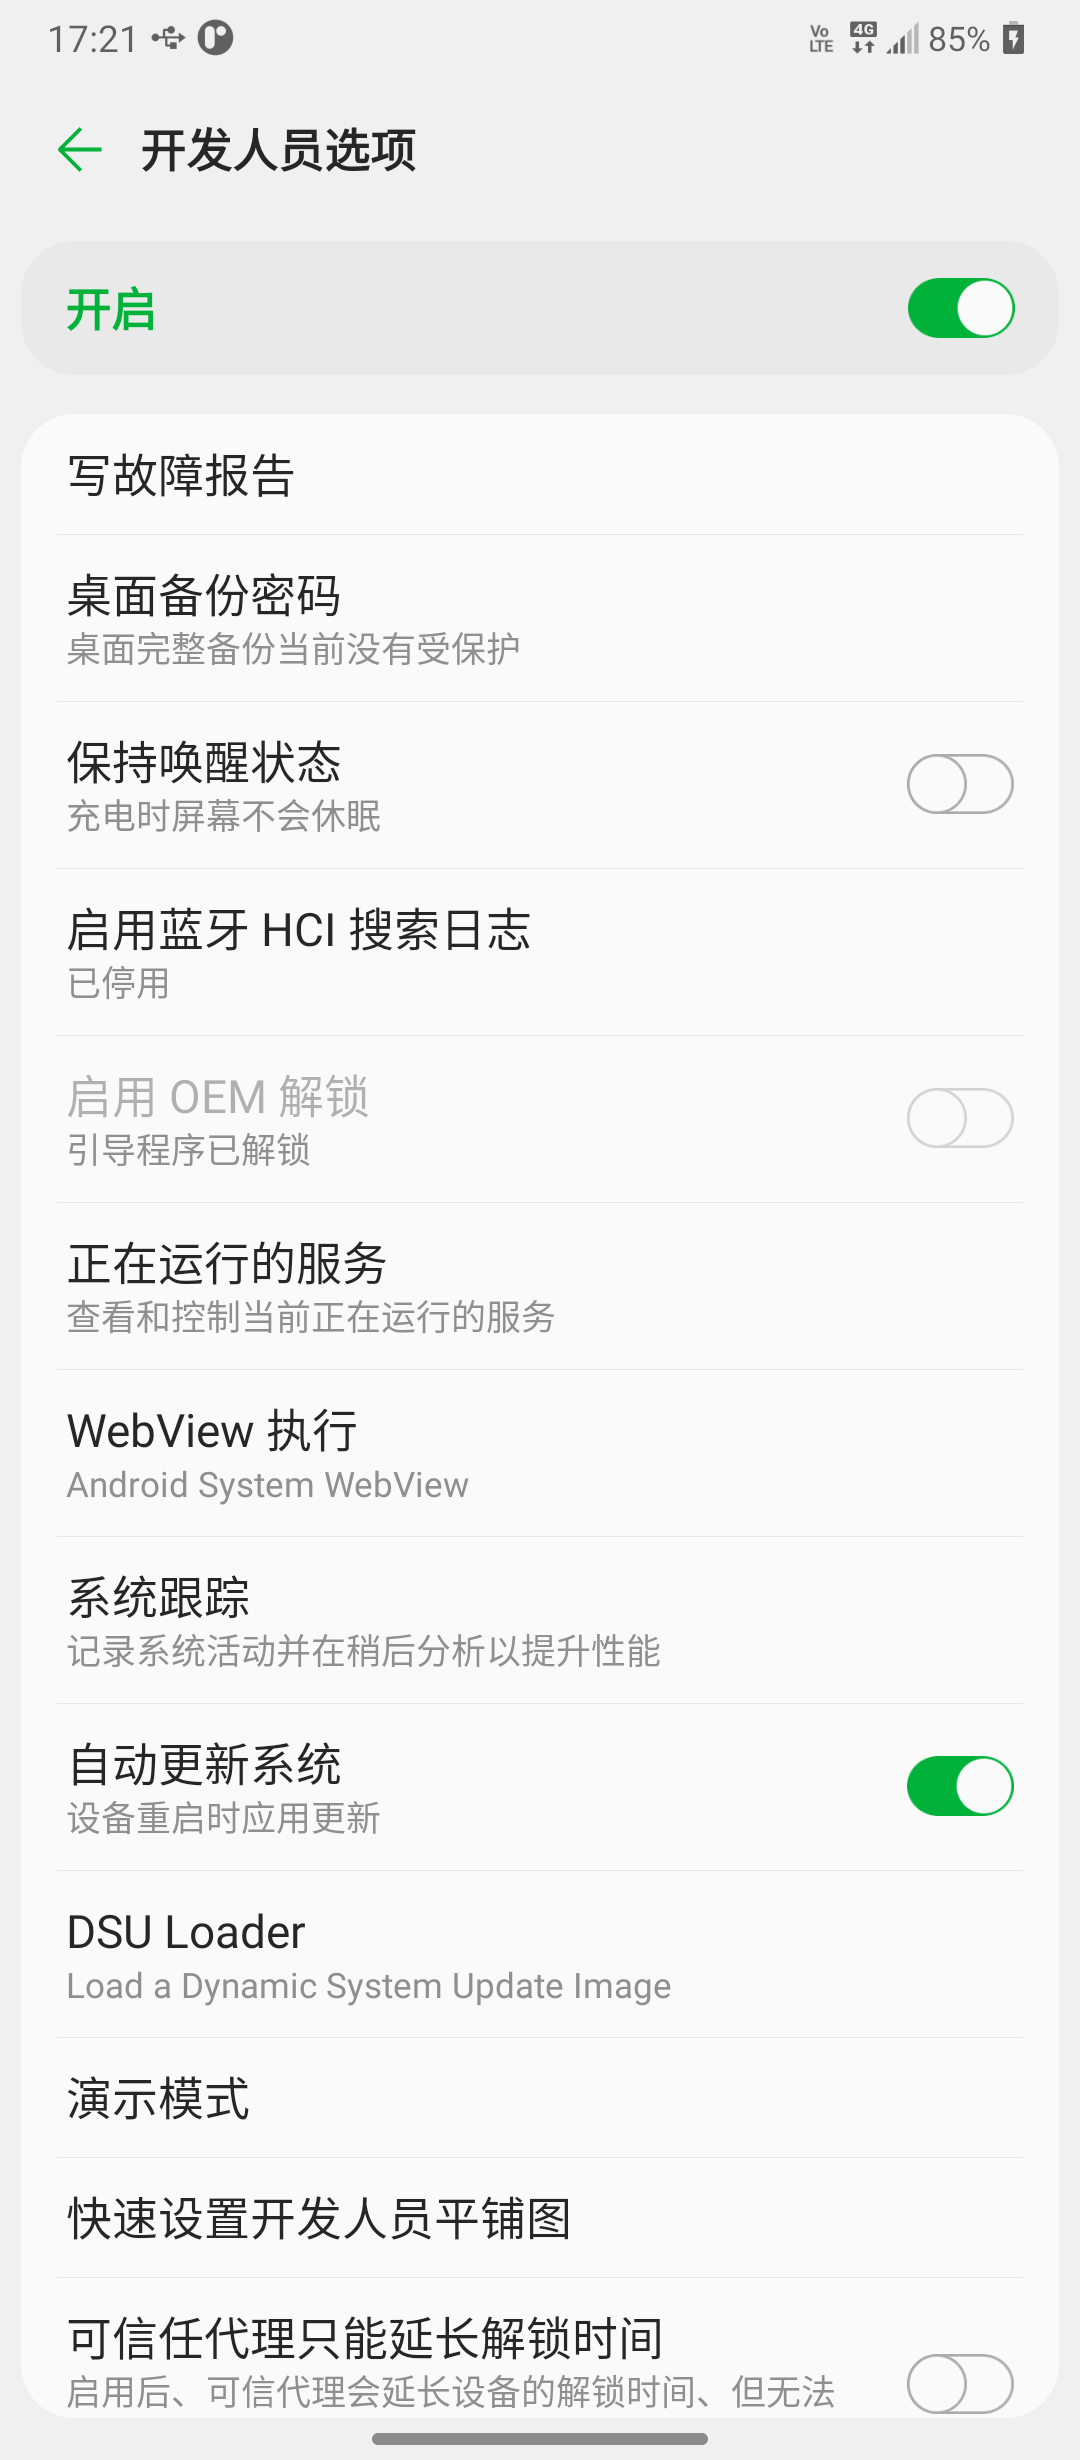 17:21
Vo LTE 4G 85%
开发人员选项
开启
写故障报告
桌面备份密码
桌面完整备份当前没有受保护
保持唤醒状态
充电时屏幕不会休眠
启用蓝牙 HCI 搜索日志
已停用
启用 OEM 解锁
引导程序已解锁
正在运行的服务
查看和控制当前正在运行的服务
WebView 执行
Android System WebView
系统跟踪
记录系统活动并在稍后分析以提升性能
自动更新系统
设备重启时应用更新
DSU Loader
Load a Dynamic System Update Image
演示模式
快速设置开发人员平铺图
可信任代理只能延长解锁时间
启用后、可信代理会延长设备的解锁时间、但无法